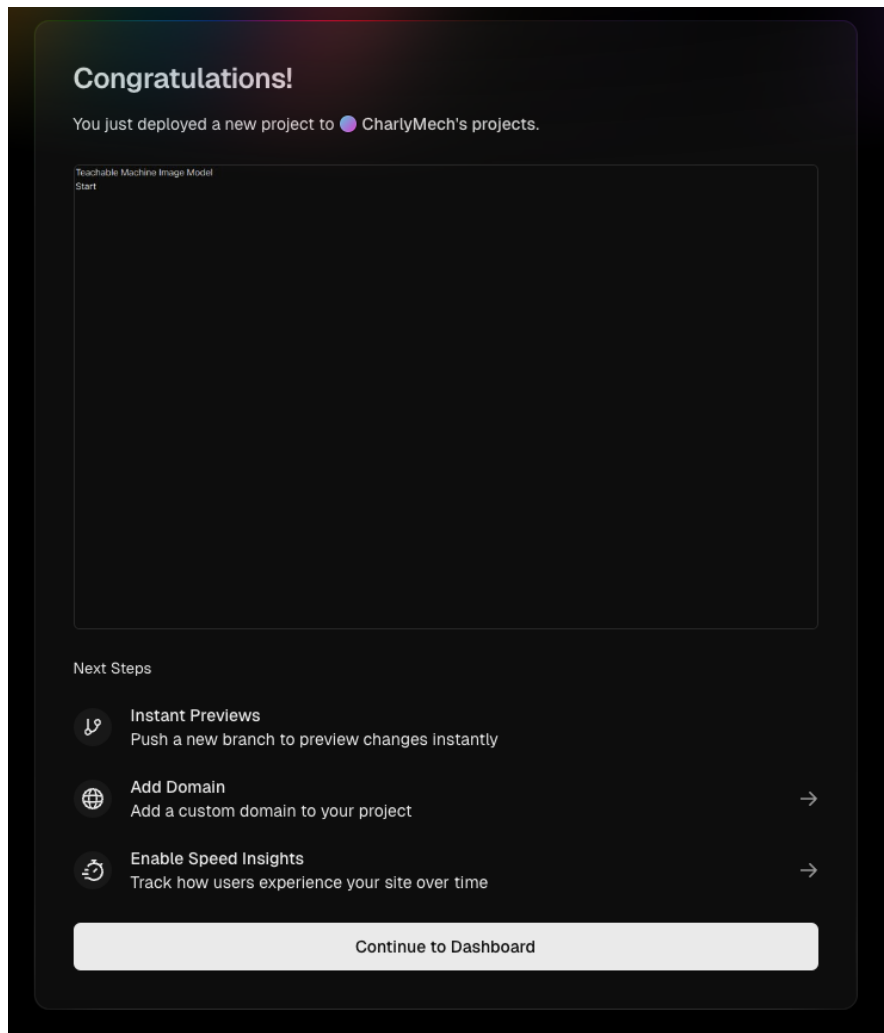 Congratulations!
You just deployed a new project to CharlyMech's projects.
Teachable Machine Image Model
Start
Next Steps
Instant Previews
Push a new branch to preview changes instantly
Add Domain
Add a custom domain to your project
Enable Speed Insights
Track how users experience your site over time
Continue to Dashboard